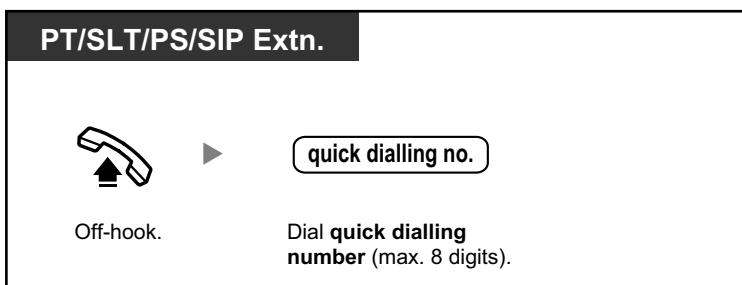 PT/SLT/PS/SIP Extn.
quick dialling no.
Off-hook.
Dial quick dialling
number (max. 8 digits).